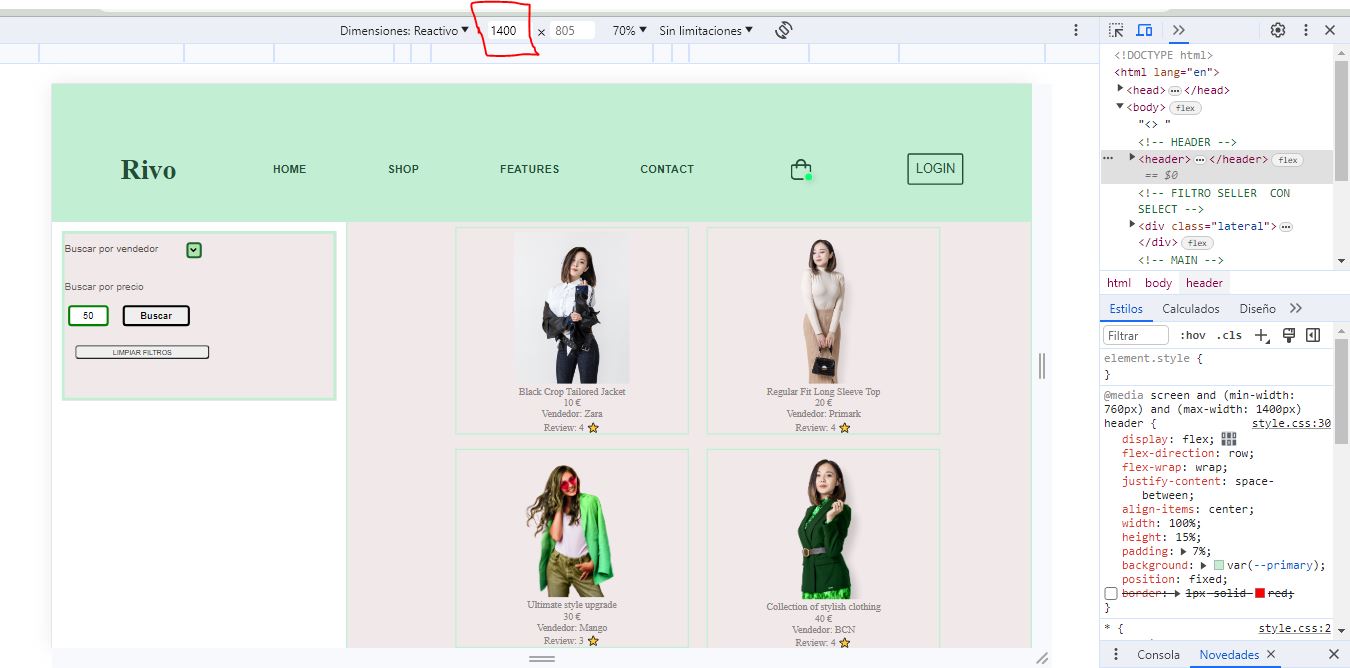 Dimensiones: Reactivo 1400 × 805 70% Sin limitaciones
Rivo HOME SHOP FEATURES CONTACT LOGIN
Buscar por vendedor
Buscar por precio
50 Buscar
LIMPIAR FILTROS
Black Crop Tailored Jacket
10 €
Vendedor: Zara
Review: 4
Regular Fit Long Sleeve Top
20 €
Vendedor: Primark
Review: 4
Ultimate style upgrade
30 €
Vendedor: Mango
Review: 3
Collection of stylish clothing
40 €
Vendedor: BCN
Review: 4
<!DOCTYPE html>
<html lang="en">
<head> ··· </head>
<body> flex
"<> "
<!-- HEADER -->
··· <header> ··· </header> flex
== $0
<!-- FILTRO SELLER CON
SELECT -->
<div class="lateral"> ···
</div> flex
<!-- MAIN -->
html body header
Estilos Calculados Diseño
Filtrar :hov .cls
element.style {
}
@media screen and (min-width:
760px) and (max-width: 1400px)
header { style.css:30
display: flex;
flex-direction: row;
flex-wrap: wrap;
justify-content: space-
between;
align-items: center;
width: 100%;
height: 15%;
padding: 7%;
background: var(--primary);
position: fixed;
border: 1px solid red;
}
* { style.css:2
Consola Novedades